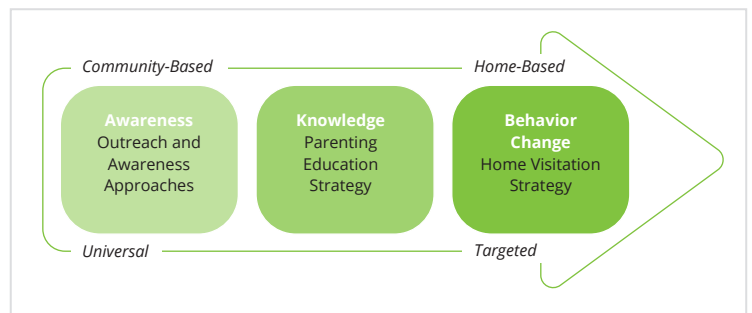 Community-Based
Home-Based
Awareness
Outreach and
Awareness
Approaches
Knowledge
Parenting
Education
Strategy
Behavior
Change
Home Visitation
Strategy
Universal
Targeted